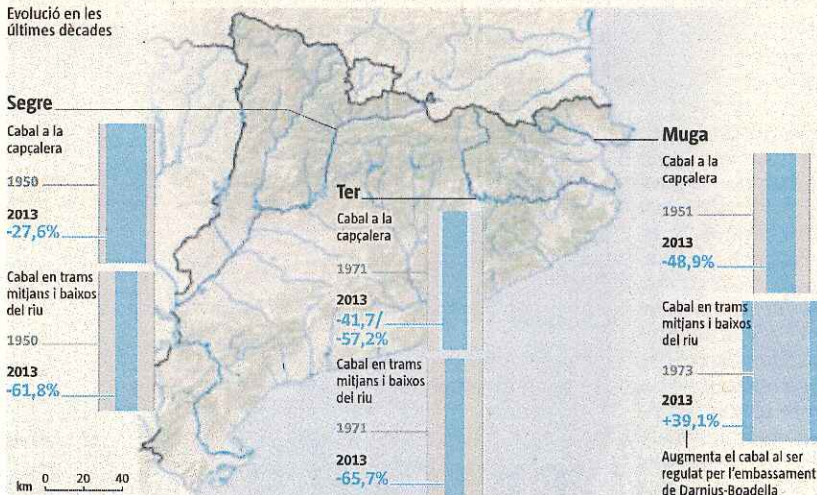 Evolució en les
últimes dècades
Segre
Cabal a la
capçalera
1950
2013
-27,6%
Cabal en trams
mitjans i baixos
del riu
1950
2013
-61,8%
km 0 20 40
Ter
Cabal a la
capçalera
1971
2013
-41,7/
-57,2%
Cabal en trams
mitjans i baixos
del riu
1971
2013
-65,7%
Muga
Cabal a la
capçalera
1951
2013
-48,9%
Cabal en trams
mitjans i baixos
del riu
1973
2013
+39,1%
Augmenta el cabal al ser
regulat per l'embassament
de Darnius-Boadella